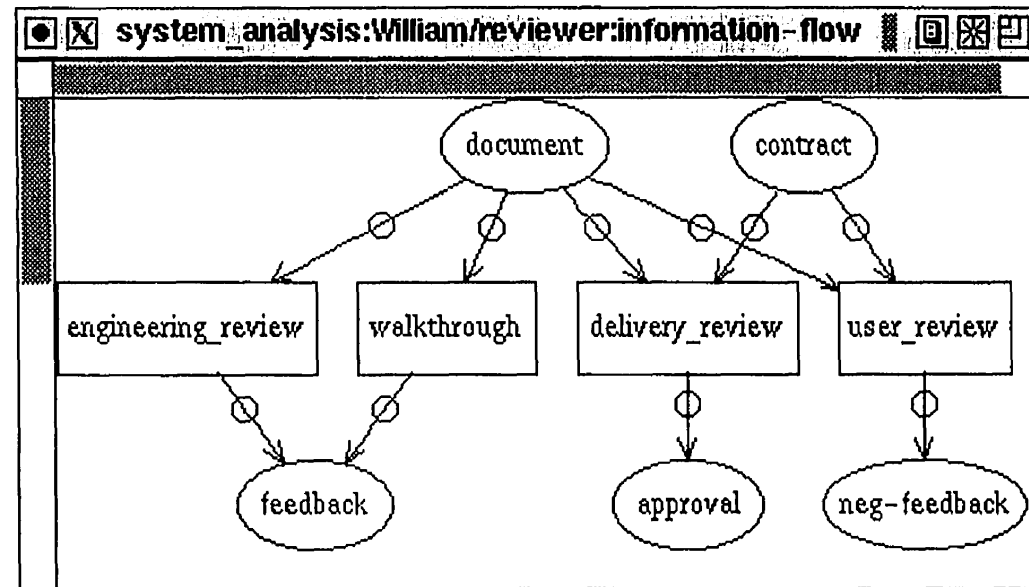 system_analysis:William/reviewer:information-flow
document
contract
engineering_review
walkthrough
delivery_review
user_review
feedback
approval
neg-feedback